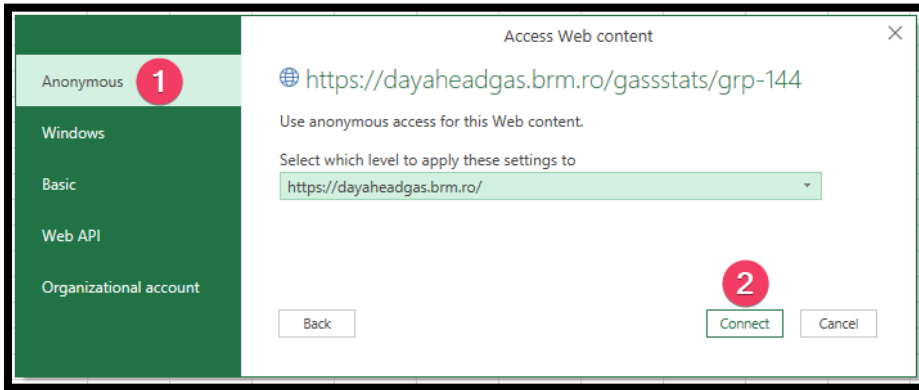 Access Web content
Anonymous 1
https://dayaheadgas.brm.ro/gassstats/grp-144
Windows
Use anonymous access for this Web content.
Select which level to apply these settings to
Basic
https://dayaheadgas.brm.ro/
Web API
Organizational account
2
Back
Connect
Cancel